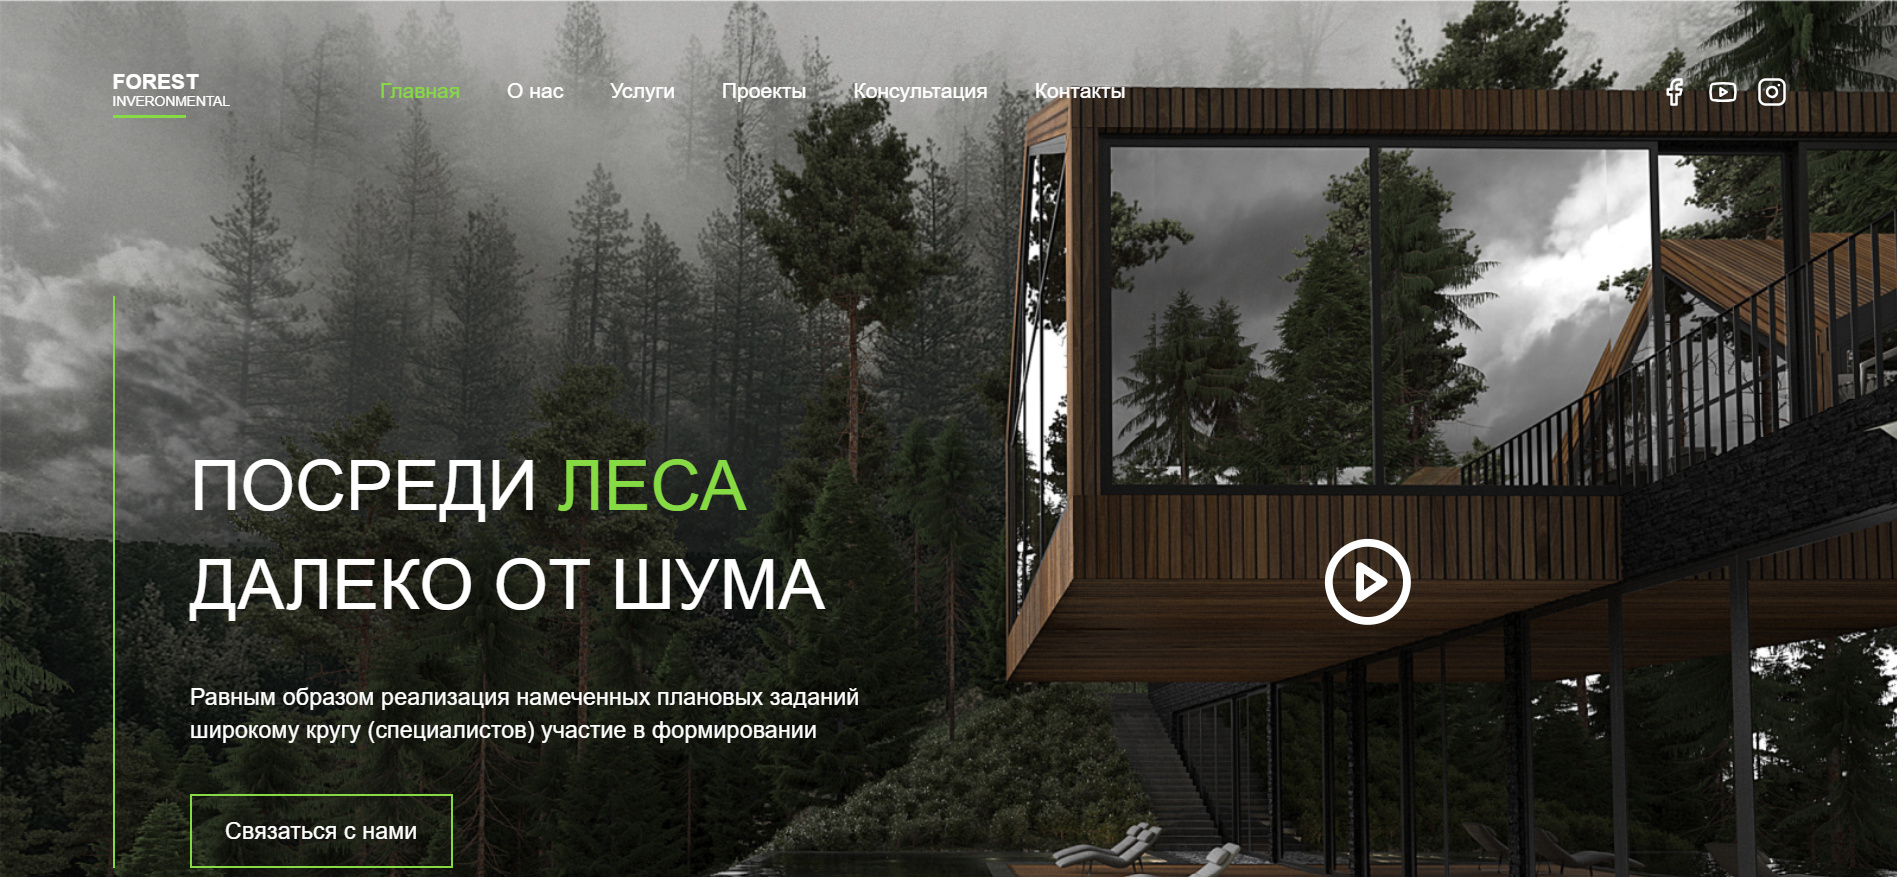 FOREST
INVERONMENTAL
Главная О нас Услуги Проекты Консультация Контакты
ПОСРЕДИ ЛЕСА
ДАЛЕКО ОТ ШУМА
Равным образом реализация намеченных плановых заданий
широкому кругу (специалистов) участие в формировании
Связаться с нами